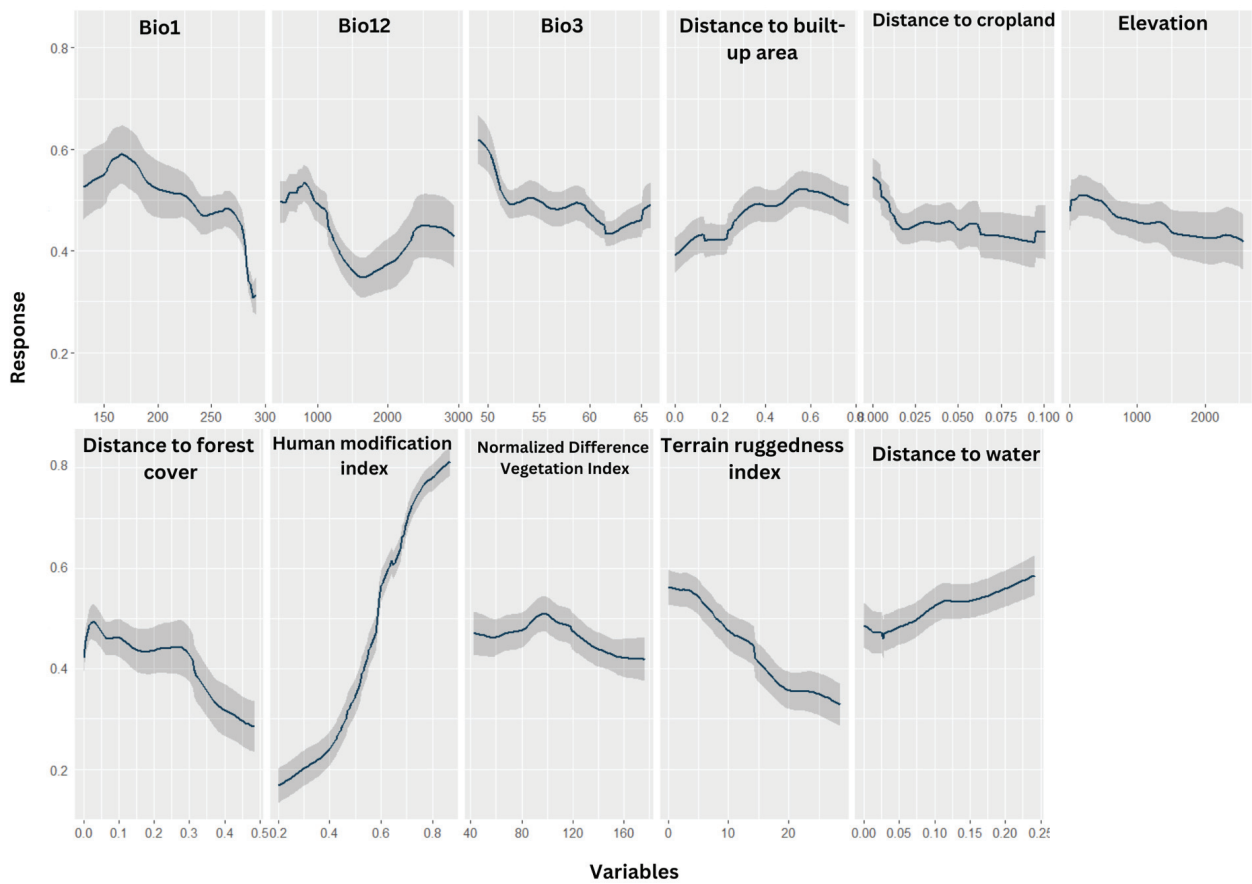 Bio1
Bio12
Bio3
Distance to built-
up area
Distance to cropland
Elevation
0.8
0.6
0.4
0.2
Response
150 200 250 300
1000 2000 3000
50 55 60 65
0.0 0.2 0.4 0.6 0.8
0.000 0.025 0.050 0.075 0.100
0 1000 2000
Distance to forest
cover
Human modification
index
Normalized Difference
Vegetation Index
Terrain ruggedness
index
Distance to water
0.8
0.6
0.4
0.2
0.0 0.1 0.2 0.3 0.4 0.5
0.2 0.4 0.6 0.8
40 80 120 160
0 10 20
0.00 0.05 0.10 0.15 0.20 0.25
Variables